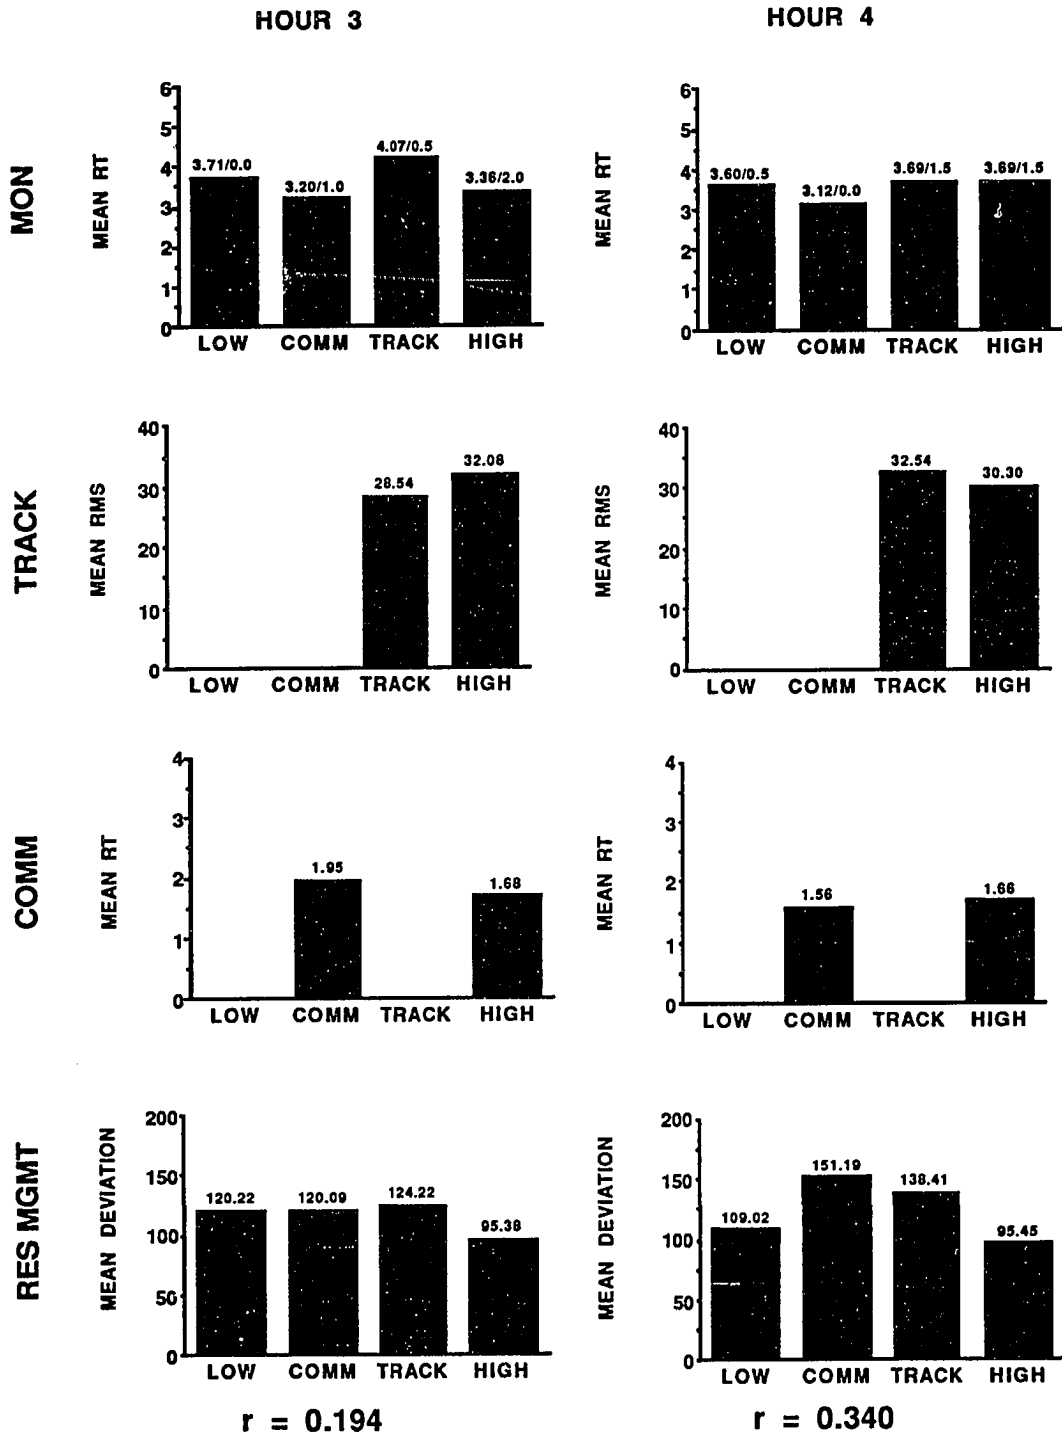 HOUR 3
HOUR 4
MON
MEAN RT
6
5
4
3
2
1
0
3.71/0.0
3.20/1.0
4.07/0.5
3.36/2.0
LOW COMM TRACK HIGH
MEAN RT
6
5
4
3
2
1
0
3.60/0.5
3.12/0.0
3.69/1.5
3.69/1.5
LOW COMM TRACK HIGH
TRACK
MEAN RMS
40
30
20
10
0
28.54
32.08
LOW COMM TRACK HIGH
MEAN RMS
40
30
20
10
0
32.54
30.30
LOW COMM TRACK HIGH
COMM
MEAN RT
4
3
2
1
0
1.95
1.68
LOW COMM TRACK HIGH
MEAN RT
4
3
2
1
0
1.56
1.66
LOW COMM TRACK HIGH
RES MGMT
MEAN DEVIATION
200
150
100
50
0
120.22
120.09
124.22
95.38
LOW COMM TRACK HIGH
MEAN DEVIATION
200
150
100
50
0
109.02
151.19
138.41
95.45
LOW COMM TRACK HIGH
r = 0.194
r = 0.340